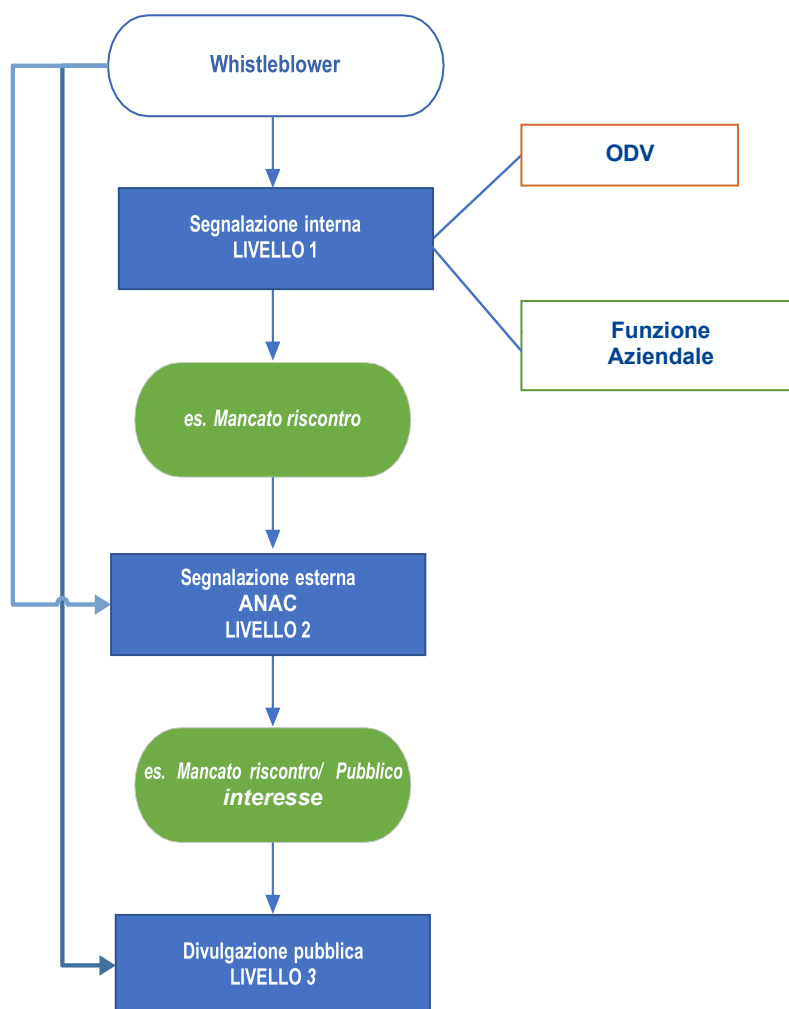 Whistleblower
ODV
Segnalazione interna
LIVELLO 1
Funzione
Aziendale
es. Mancato riscontro
Segnalazione esterna
ANAC
LIVELLO 2
es. Mancato riscontro/ Pubblico
interesse
Divulgazione pubblica
LIVELLO 3